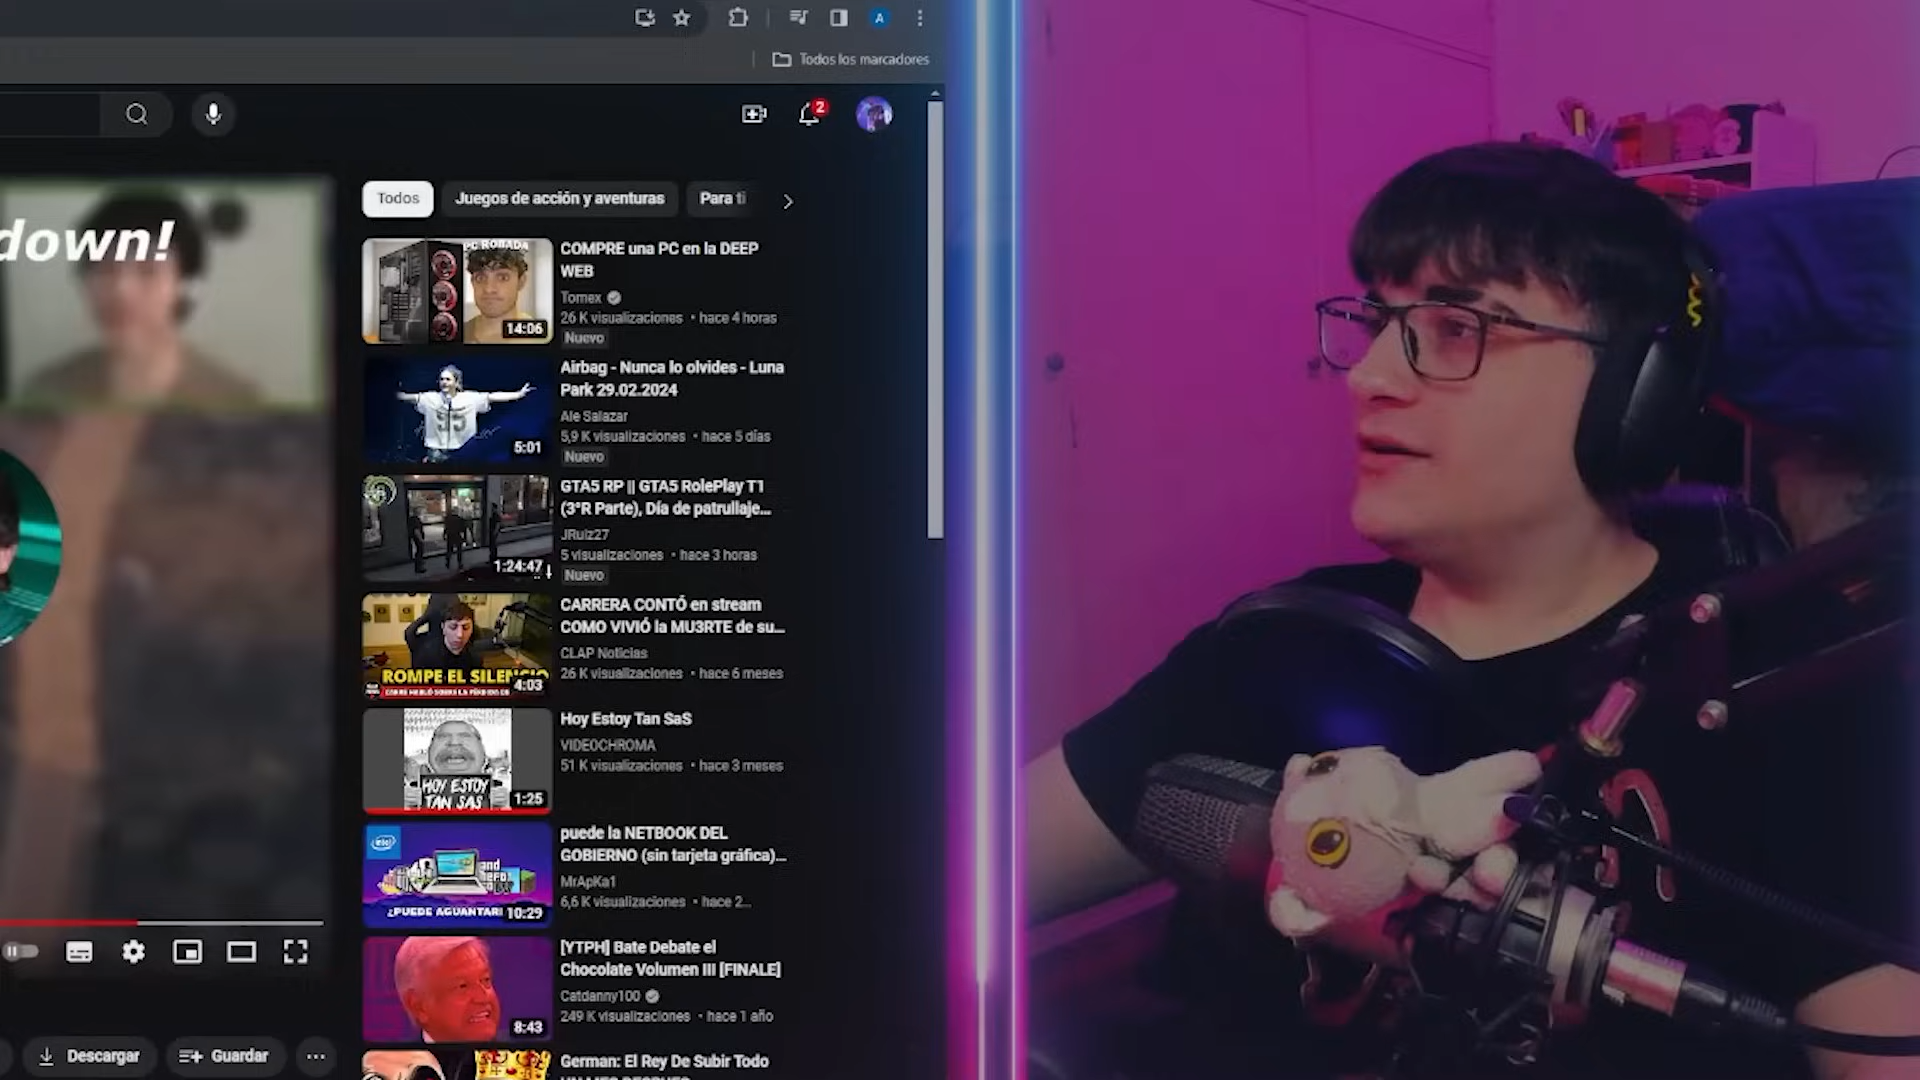 A
Todos los marcadores
2
down!
Todos
Juegos de acción y aventuras
Para ti
PC ROBADA
14:06
COMPRE una PC en la DEEP
WEB
Tomex
26 K visualizaciones • hace 4 horas
Nuevo
5:01
Airbag - Nunca lo olvides - Luna
Park 29.02.2024
Ale Salazar
5,9 K visualizaciones • hace 5 días
Nuevo
1:24:47
GTA5 RP || GTA5 RolePlay T1
(3°R Parte), Día de patrullaje...
JRuiz27
5 visualizaciones • hace 3 horas
Nuevo
ROMPE EL SILENCIO
4:03
CARRERA CONTÓ en stream
COMO VIVIÓ la MU3RTE de su...
CLAP Noticias
26 K visualizaciones • hace 6 meses
HOY ESTOY
TAN SAS
1:25
Hoy Estoy Tan SaS
VIDEOCHROMA
51 K visualizaciones • hace 3 meses
intel
¿PUEDE AGUANTAR
10:29
puede la NETBOOK DEL
GOBIERNO (sin tarjeta gráfica)...
MrApKa1
6,6 K visualizaciones • hace 2...
8:43
[YTPH] Bate Debate el
Chocolate Volumen III [FINALE]
Catdanny100
249 K visualizaciones • hace 1 año
German: El Rey De Subir Todo
Descargar
Guardar